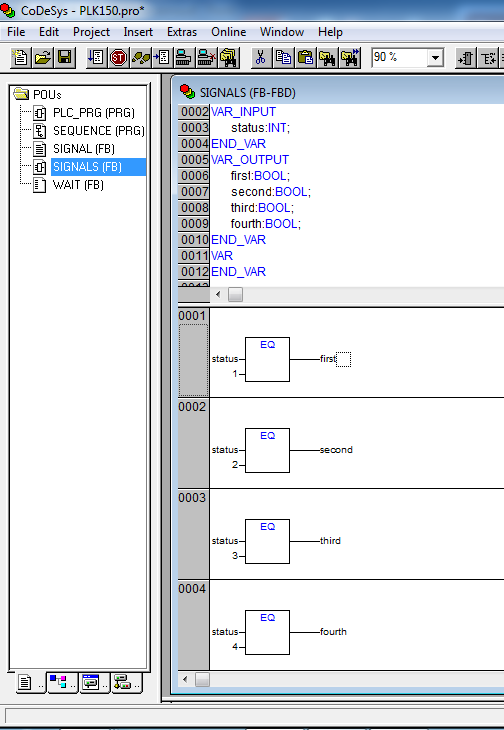 CoDeSys - PLK150.pro*
File Edit Project Insert Extras Online Window Help
90 %
POUs
PLC_PRG (PRG)
SEQUENCE (PRG)
SIGNAL (FB)
SIGNALS (FB)
WAIT (FB)
SIGNALS (FB-FBD)
0002 VAR_INPUT
0003 status:INT;
0004 END_VAR
0005 VAR_OUTPUT
0006 first:BOOL;
0007 second:BOOL;
0008 third:BOOL;
0009 fourth:BOOL;
0010 END_VAR
0011 VAR
0012 END_VAR
0001
EQ
status first
1
0002
EQ
status second
2
0003
EQ
status third
3
0004
EQ
status fourth
4